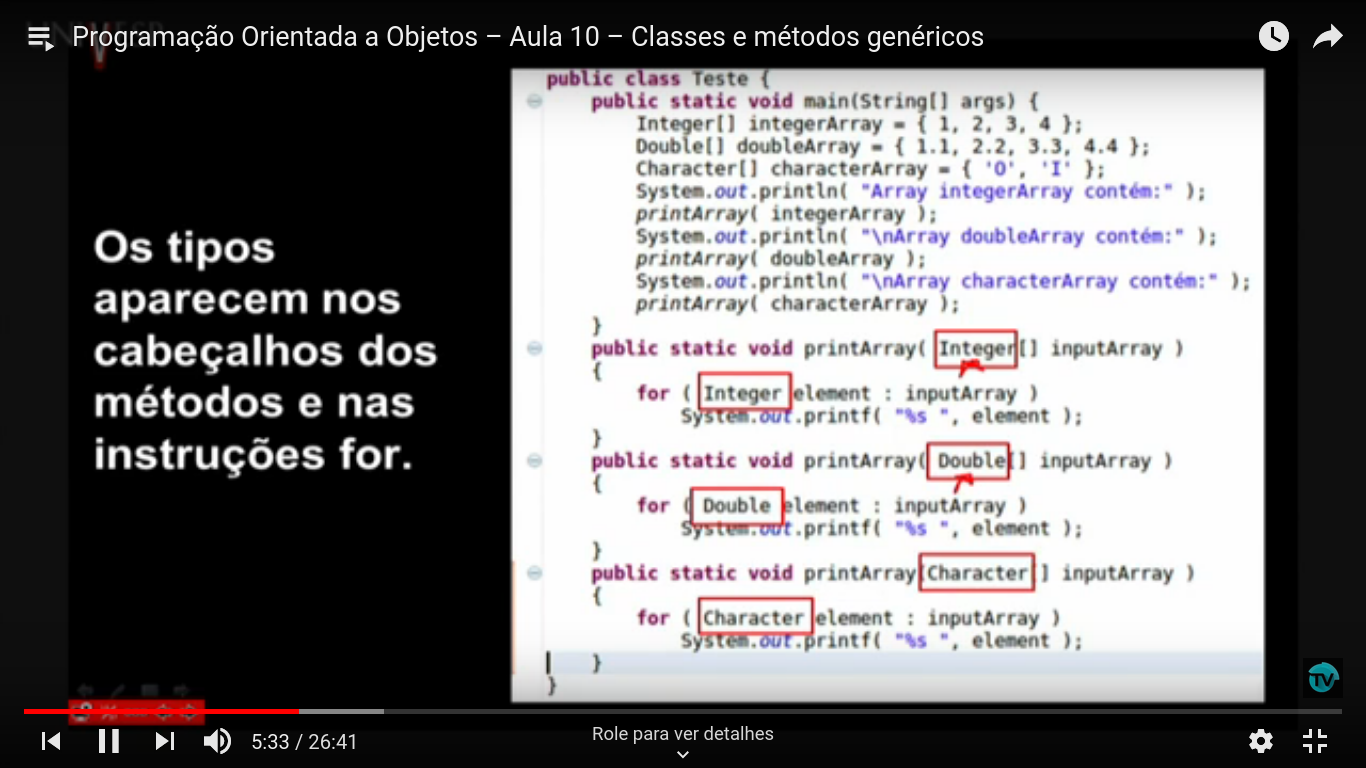 Programação Orientada a Objetos – Aula 10 – Classes e métodos genéricos
Os tipos
aparecem nos
cabeçalhos dos
métodos e nas
instruções for.
public class Teste {
public static void main(String[] args) {
Integer[] integerArray = { 1, 2, 3, 4 };
Double[] doubleArray = { 1.1, 2.2, 3.3, 4.4 };
Character[] characterArray = { 'O', 'I' };
System.out.println( "Array integerArray contém:" );
printArray( integerArray );
System.out.println( "\nArray doubleArray contém:" );
printArray( doubleArray );
System.out.println( "\nArray characterArray contém:" );
printArray( characterArray );
}
public static void printArray( Integer[] inputArray )
{
for ( Integer element : inputArray )
System.out.printf( "%s ", element );
}
public static void printArray( Double[] inputArray )
{
for ( Double element : inputArray )
System.out.printf( "%s ", element );
}
public static void printArray(Character[] inputArray )
{
for ( Character element : inputArray )
System.out.printf( "%s ", element );
}
}
TV
5:33 / 26:41
Role para ver detalhes